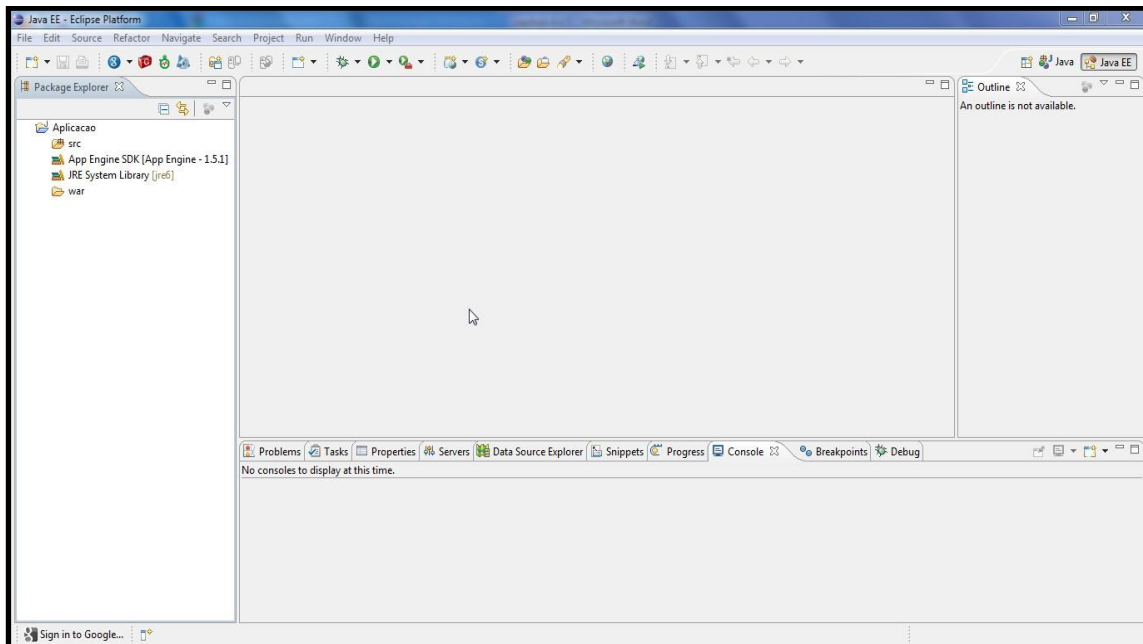 Java EE - Eclipse Platform
File Edit Source Refactor Navigate Search Project Run Window Help
Java Java EE
Package Explorer
Outline
An outline is not available.
Aplicacao
src
App Engine SDK [App Engine - 1.5.1]
JRE System Library [jre6]
war
Problems Tasks Properties Servers Data Source Explorer Snippets Progress Console Breakpoints Debug
No consoles to display at this time.
Sign in to Google...